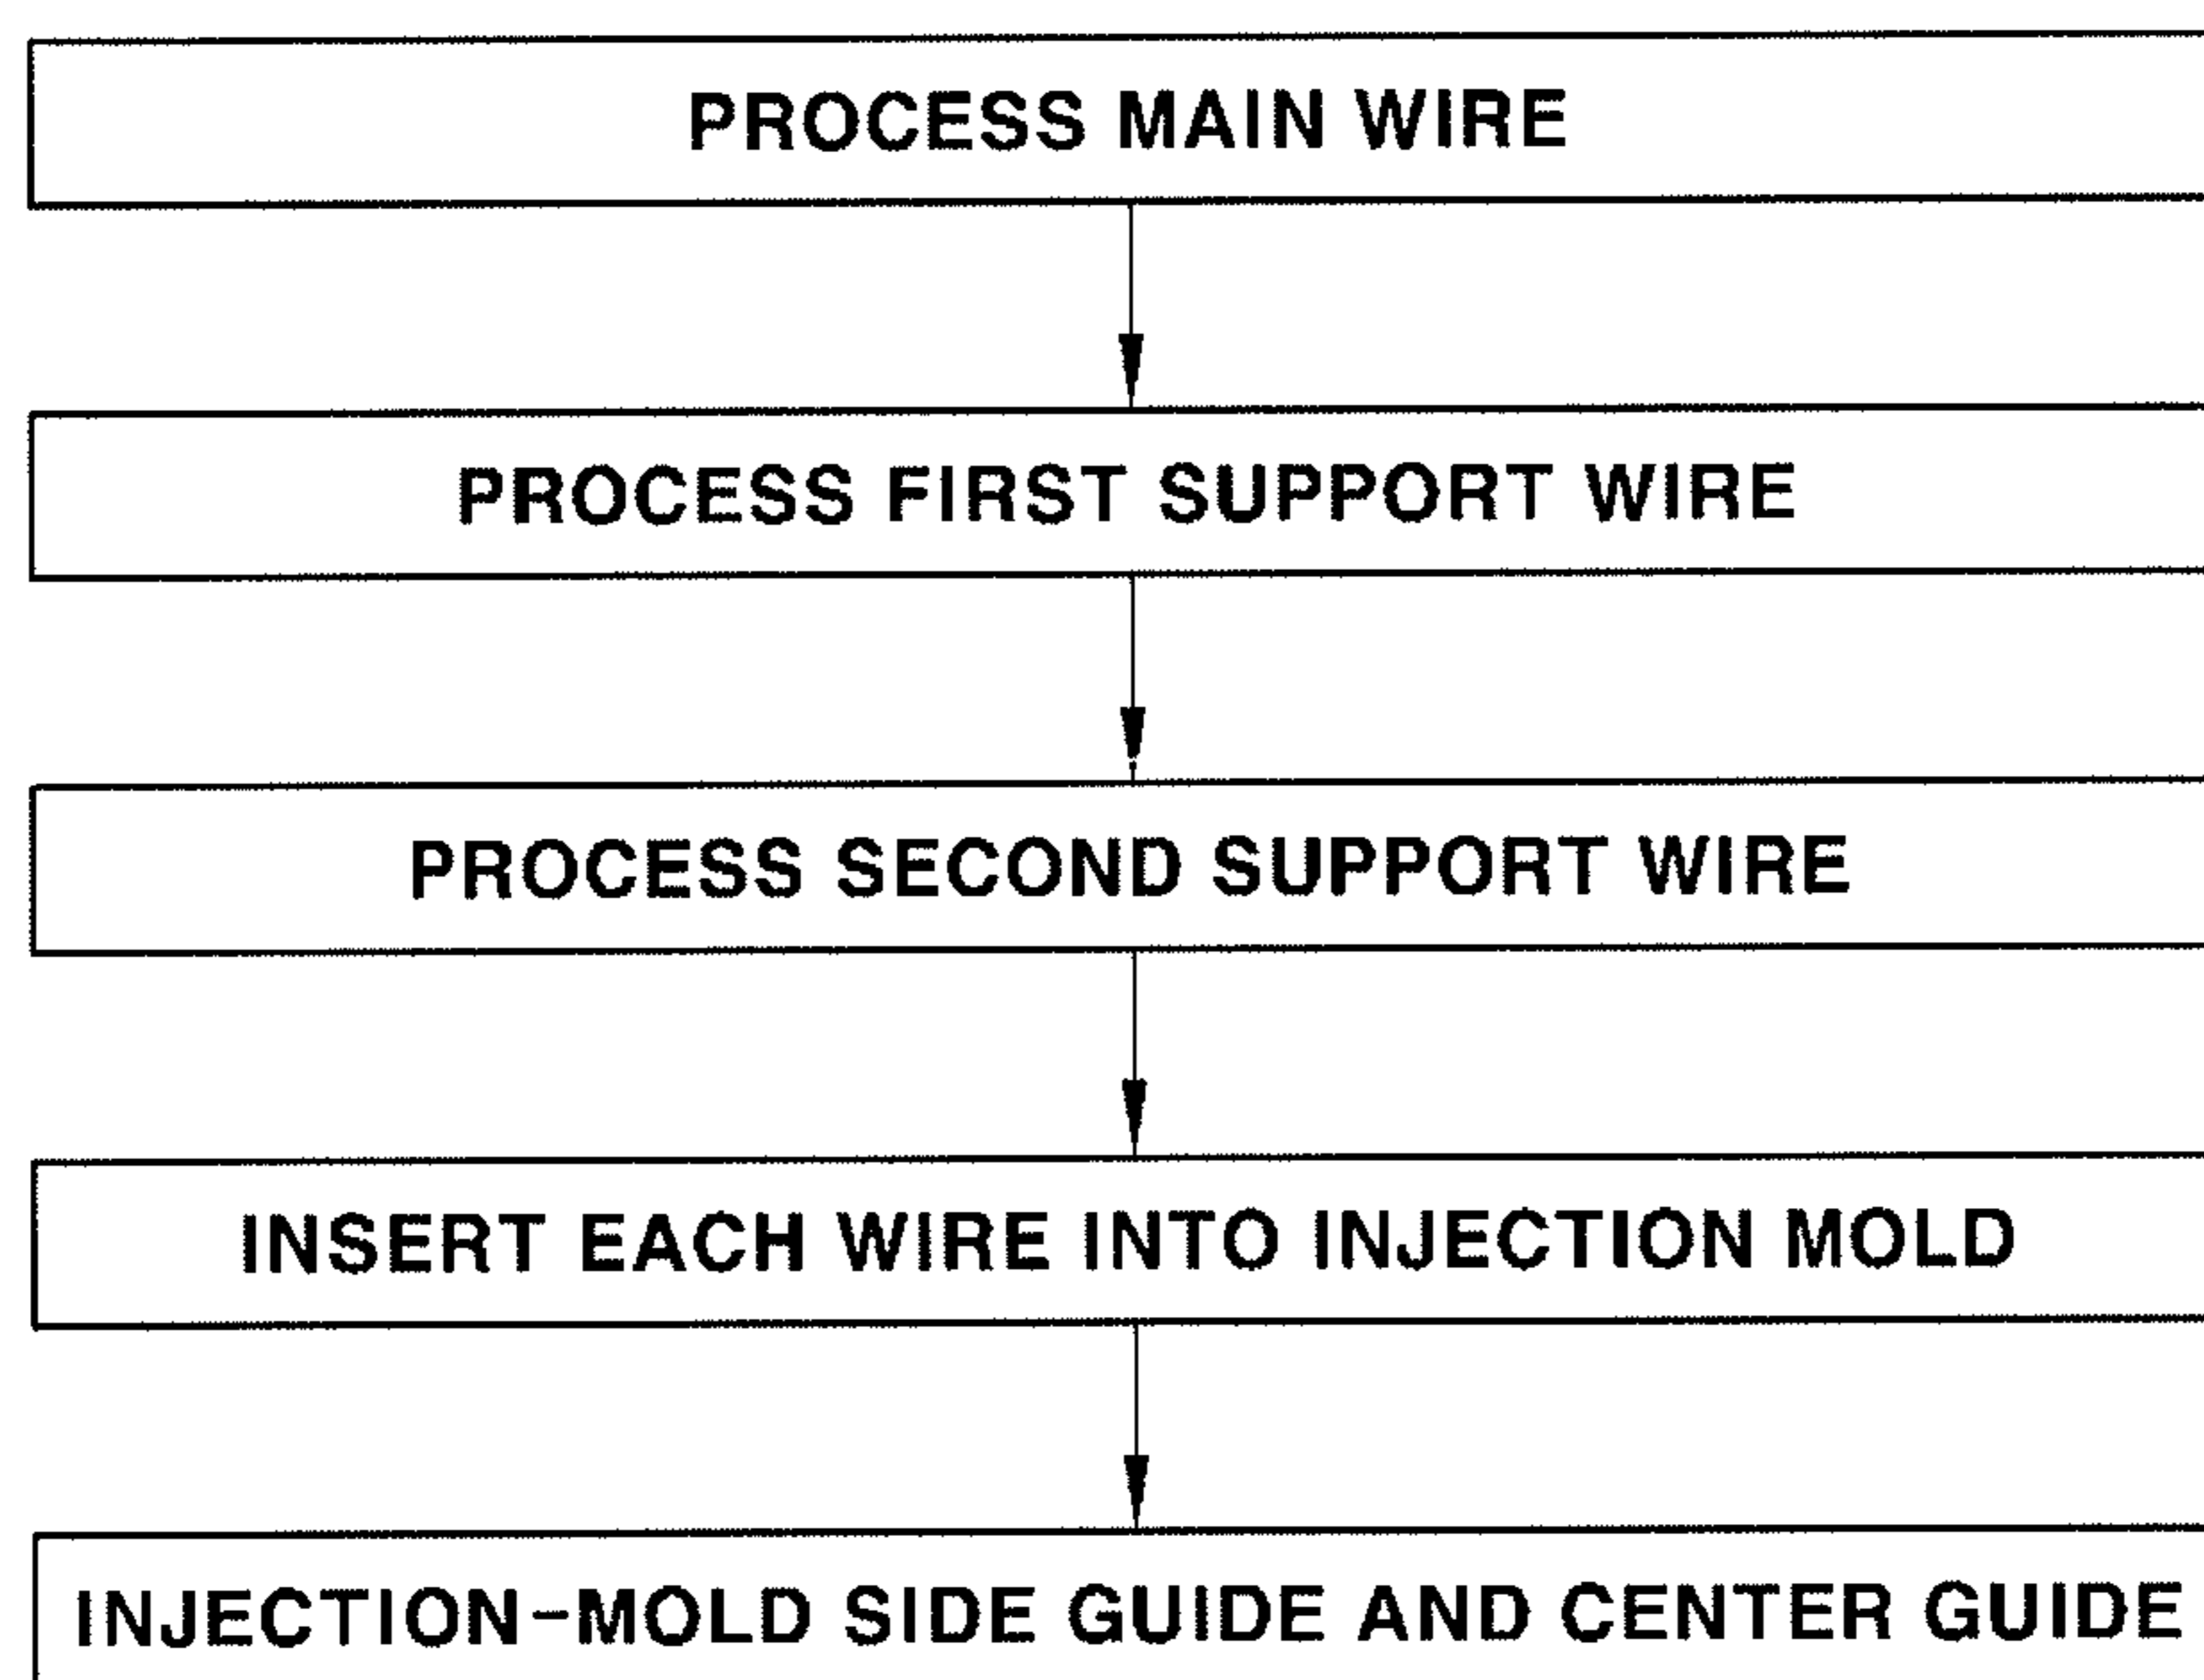 PROCESS MAIN WIRE
PROCESS FIRST SUPPORT WIRE
PROCESS SECOND SUPPORT WIRE
INSERT EACH WIRE INTO INJECTION MOLD
INJECTION-MOLD SIDE GUIDE AND CENTER GUIDE